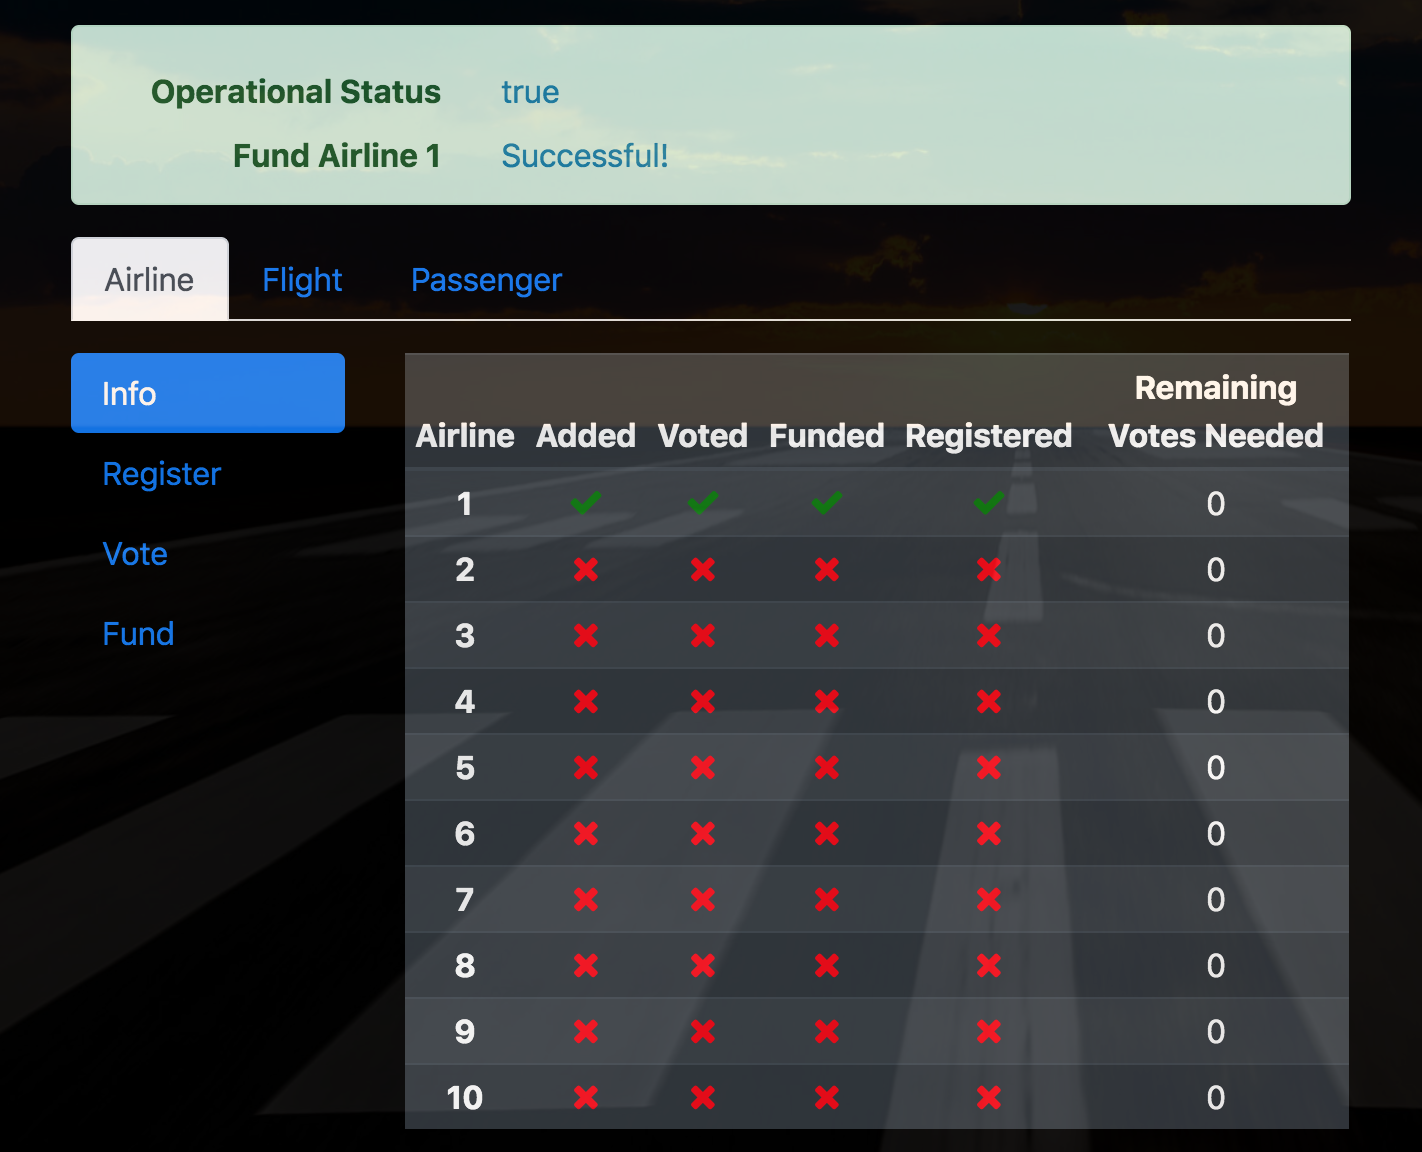 Operational Status true
Fund Airline 1 Successful!
Airline Flight Passenger
Info
Register
Vote
Fund
Remaining
Airline Added Voted Funded Registered Votes Needed
1 0
2 0
3 0
4 0
5 0
6 0
7 0
8 0
9 0
10 0